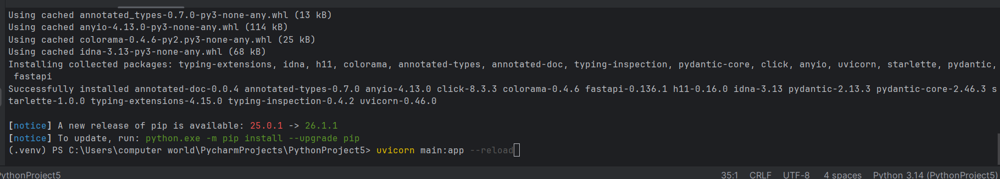 Using cached annotated_types-0.7.0-py3-none-any.whl (13 kB)
Using cached anyio-4.13.0-py3-none-any.whl (114 kB)
Using cached colorama-0.4.6-py2.py3-none-any.whl (25 kB)
Using cached idna-3.13-py3-none-any.whl (68 kB)
Installing collected packages: typing-extensions, idna, h11, colorama, annotated-types, annotated-doc, typing-inspection, pydantic-core, click, anyio, uvicorn, starlette, pydantic,
 fastapi
Successfully installed annotated-doc-0.0.4 annotated-types-0.7.0 anyio-4.13.0 click-8.3.3 colorama-0.4.6 fastapi-0.136.1 h11-0.16.0 idna-3.13 pydantic-2.13.3 pydantic-core-2.46.3 s
tarlette-1.0.0 typing-extensions-4.15.0 typing-inspection-0.4.2 uvicorn-0.46.0
[notice] A new release of pip is available: 25.0.1 -> 26.1.1
[notice] To update, run: python.exe -m pip install --upgrade pip
(.venv) PS C:\Users\computer world\PycharmProjects\PythonProject5> uvicorn main:app --reload
ythonProject5 35:1 CRLF UTF-8 4 spaces Python 3.14 (PythonProject5)